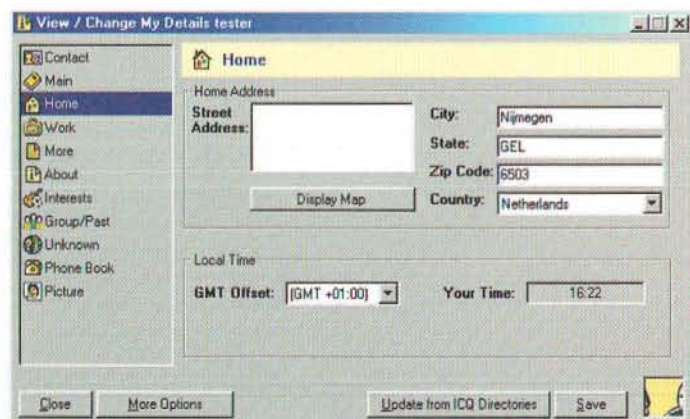 View / Change My Details tester
Contact
Main
Home
Work
More
About
Interests
Group/Past
Unknown
Phone Book
Picture
Home
Home Address
Street Address:
Display Map
City: Nijmegen
State: GEL
Zip Code: 6503
Country: Netherlands
Local Time
GMT Offset: (GMT +01:00)
Your Time: 16:22
Close
More Options
Update from ICQ Directories
Save